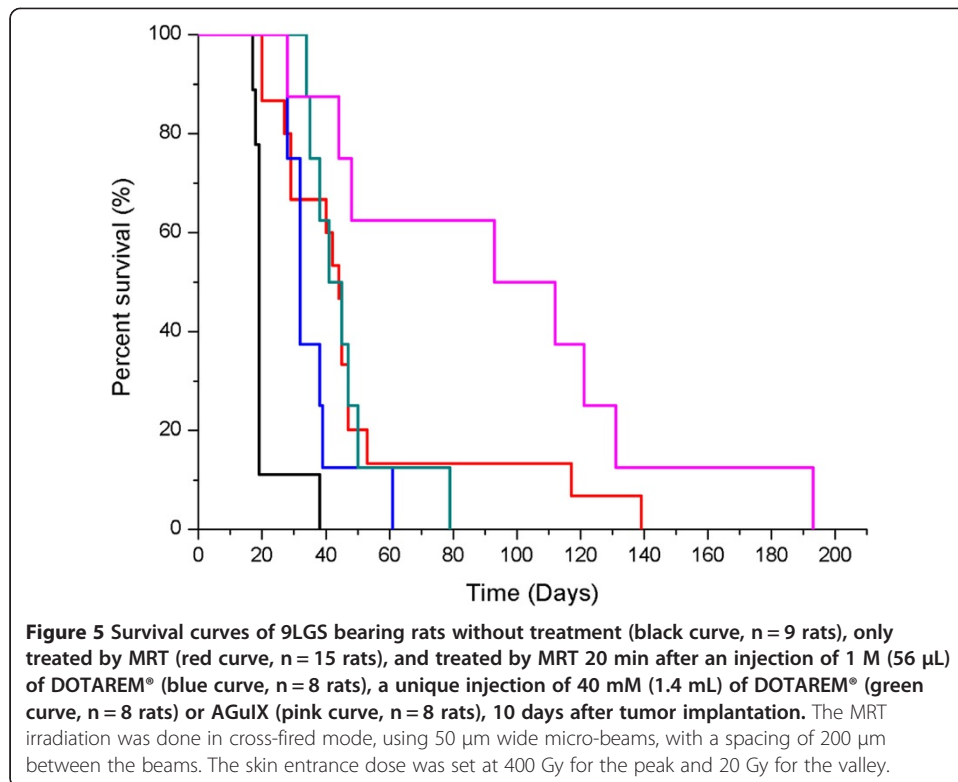 100
80
60
40
20
0
Percent survival (%)
0 20 40 60 80 100 120 140 160 180 200
Time (Days)
Figure 5 Survival curves of 9LGS bearing rats without treatment (black curve, n = 9 rats), only
treated by MRT (red curve, n = 15 rats), and treated by MRT 20 min after an injection of 1 M (56 μL)
of DOTAREM® (blue curve, n = 8 rats), a unique injection of 40 mM (1.4 mL) of DOTAREM® (green
curve, n = 8 rats) or AGuIX (pink curve, n = 8 rats), 10 days after tumor implantation. The MRT
irradiation was done in cross-fired mode, using 50 μm wide micro-beams, with a spacing of 200 μm
between the beams. The skin entrance dose was set at 400 Gy for the peak and 20 Gy for the valley.